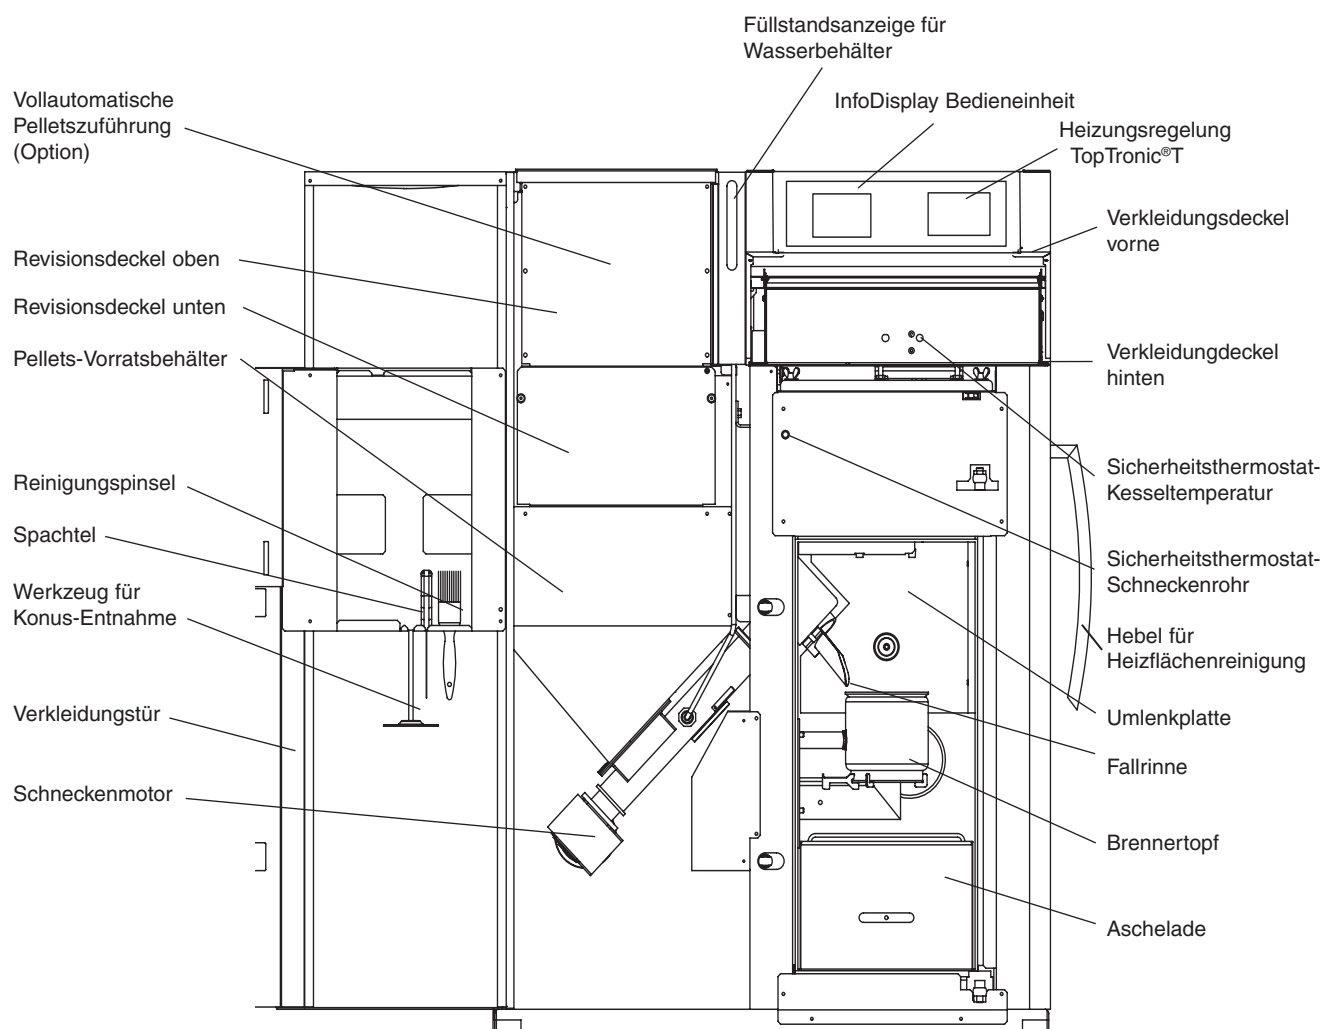 Füllstandsanzeige für
Wasserbehälter
Vollautomatische
Pelletszuführung
(Option)
InfoDisplay Bedieneinheit
Heizungsregelung
TopTronic®T
Verkleidungsdeckel
vorne
Revisionsdeckel oben
Revisionsdeckel unten
Pellets-Vorratsbehälter
Verkleidungdeckel
hinten
Reinigungspinsel
Spachtel
Werkzeug für
Konus-Entnahme
Sicherheitsthermostat-
Kesseltemperatur
Sicherheitsthermostat-
Schneckenrohr
Hebel für
Heizflächenreinigung
Verkleidungstür
Umlenkplatte
Fallrinne
Schneckenmotor
Brennertopf
Aschelade